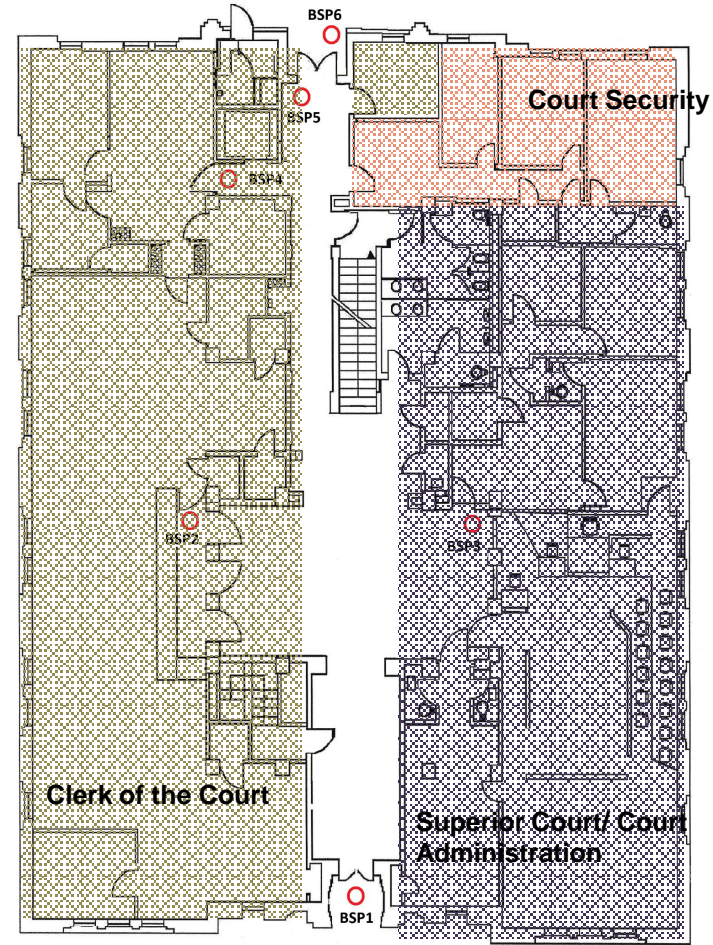 BSP6
BSP5
Court Security
BSP4
BSP2
BSP3
Clerk of the Court
Superior Court/ Court
Administration
BSP1